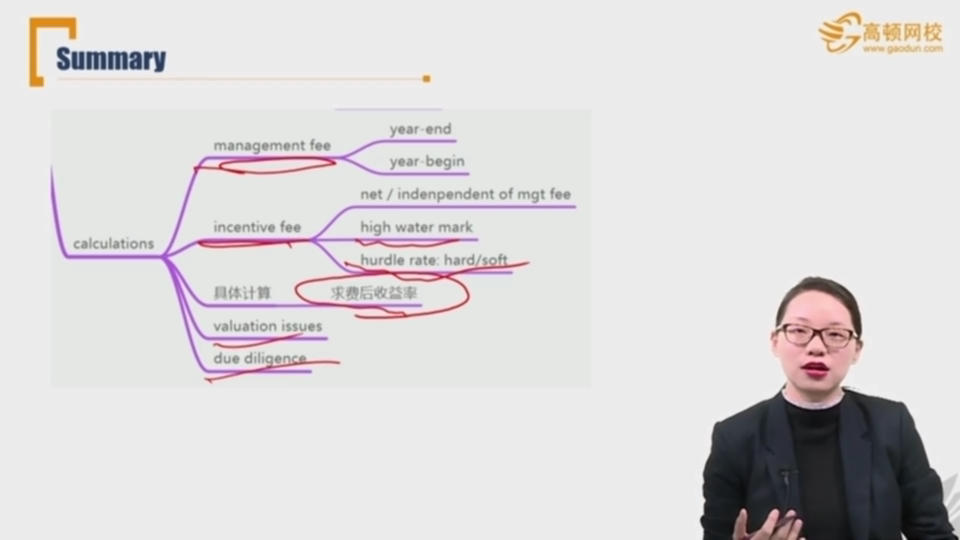 Summary
高顿网校
www.gaodun.com
management fee
year-end
year-begin
net / indenpendent of mgt fee
incentive fee
high water mark
calculations
hurdle rate: hard/soft
具体计算
求费后收益率
valuation issues
due diligence